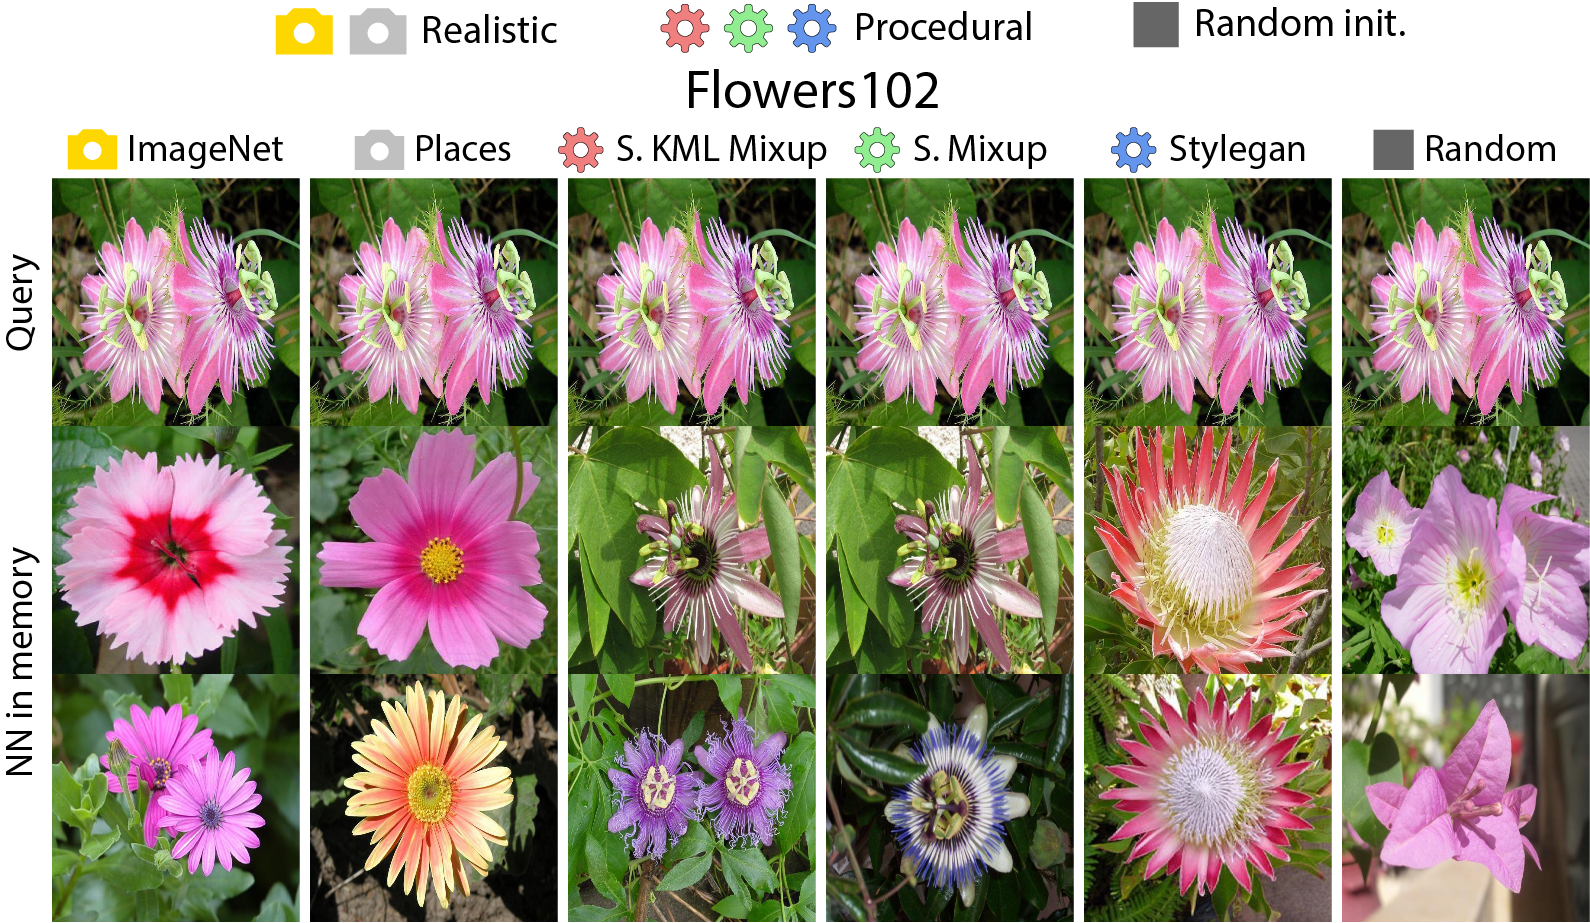 Realistic
Procedural
Random init.
Flowers102
ImageNet
Places
S. KML Mixup
S. Mixup
Stylegan
Random
Query
NN in memory